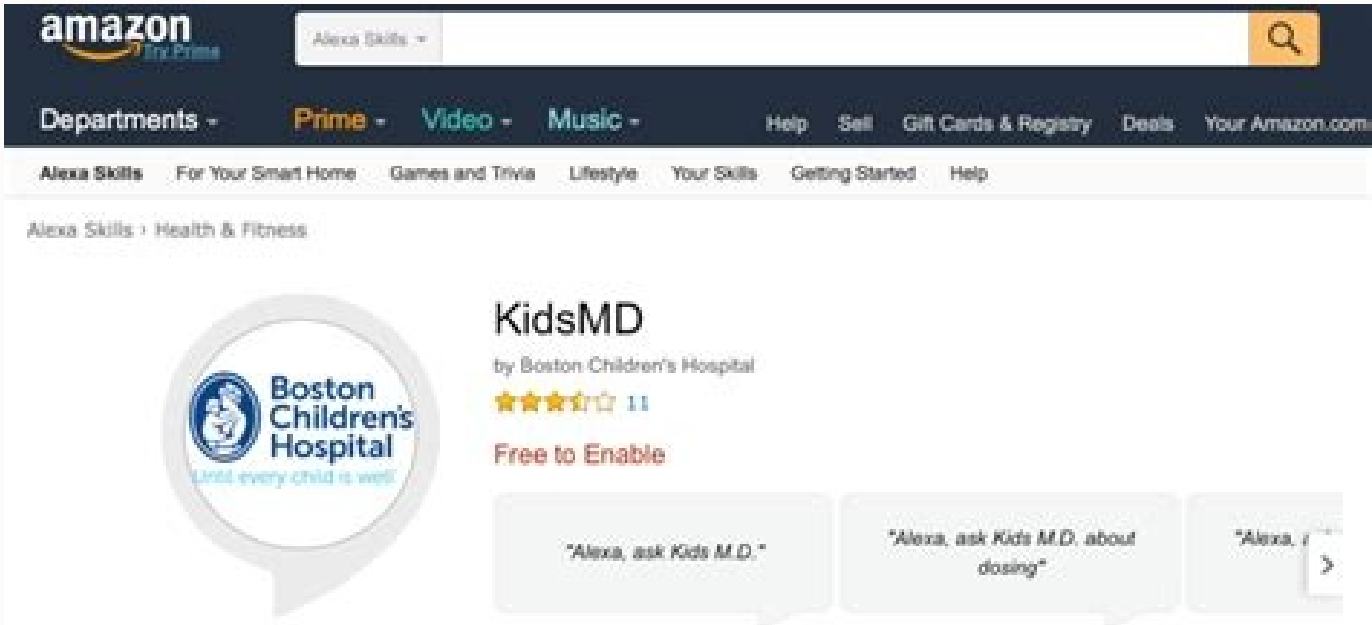 amazon
Try Prime
Alexa Skills
Departments Prime Video Music Help Sell Gift Cards & Registry Deals Your Amazon.com
Alexa Skills For Your Smart Home Games and Trivia Lifestyle Your Skills Getting Started Help
Alexa Skills › Health & Fitness
KidsMD
by Boston Children's Hospital
11
Free to Enable
Boston
Children's
Hospital
Until every child is well
"Alexa, ask Kids M.D."
"Alexa, ask Kids M.D. about
dosing"
"Alexa,